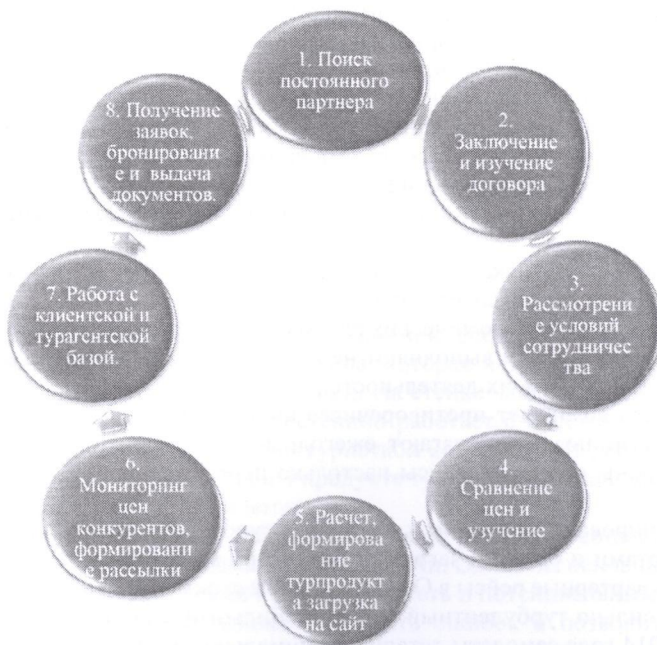 1. Поиск
постоянного
партнера
2.
Заключение
и изучение
договора
3.
Рассмотрени
е условий
сотрудничес
тва
4.
Сравнение
цен и
узучение
5. Расчет,
формирова
ние
турпродукт
а загрузка
на сайт
6.
Мониторинг
цен
конкурентов,
формировани
е рассылки
7. Работа с
клиентской и
турагентской
базой.
8. Получение
заявок,
бронировани
е и выдача
документов.